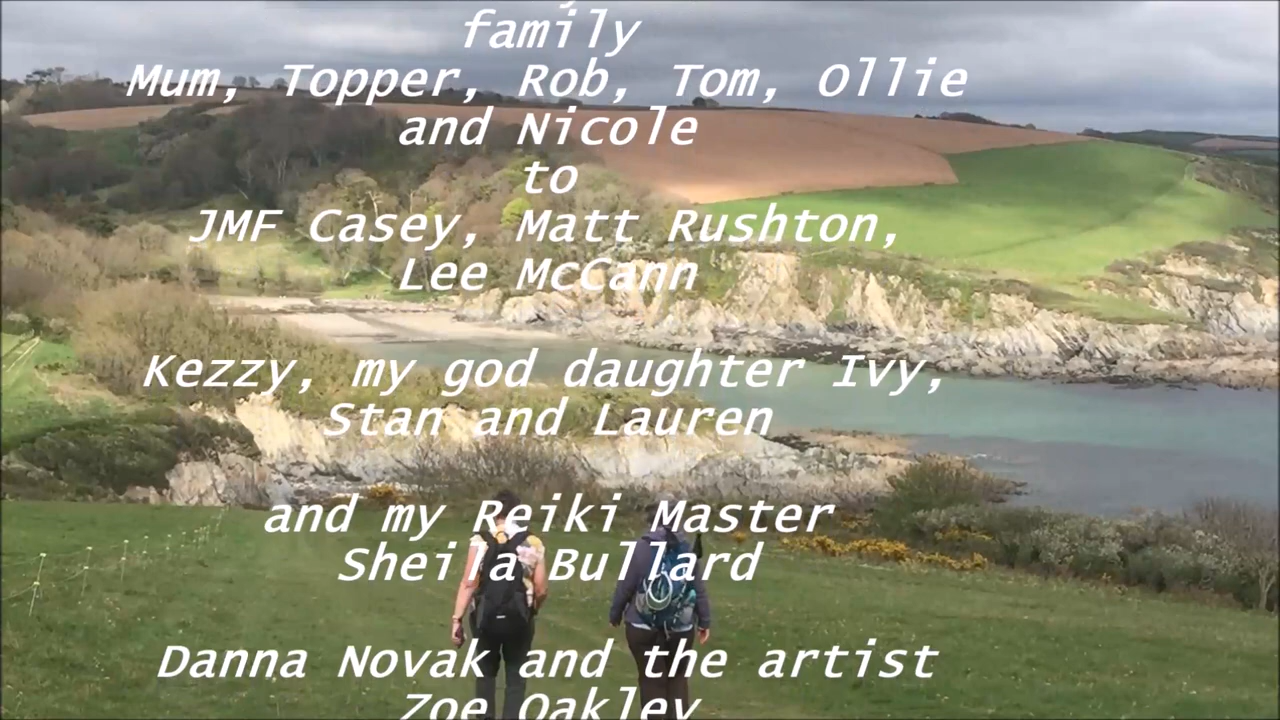 family
Mum, Topper, Rob, Tom, Ollie
and Nicole
to
JMF Casey, Matt Rushton,
Lee McCann
Kezzy, my god daughter Ivy,
Stan and Lauren
and my Reiki Master
Sheila Bullard
Danna Novak and the artist
Zoe Oakley